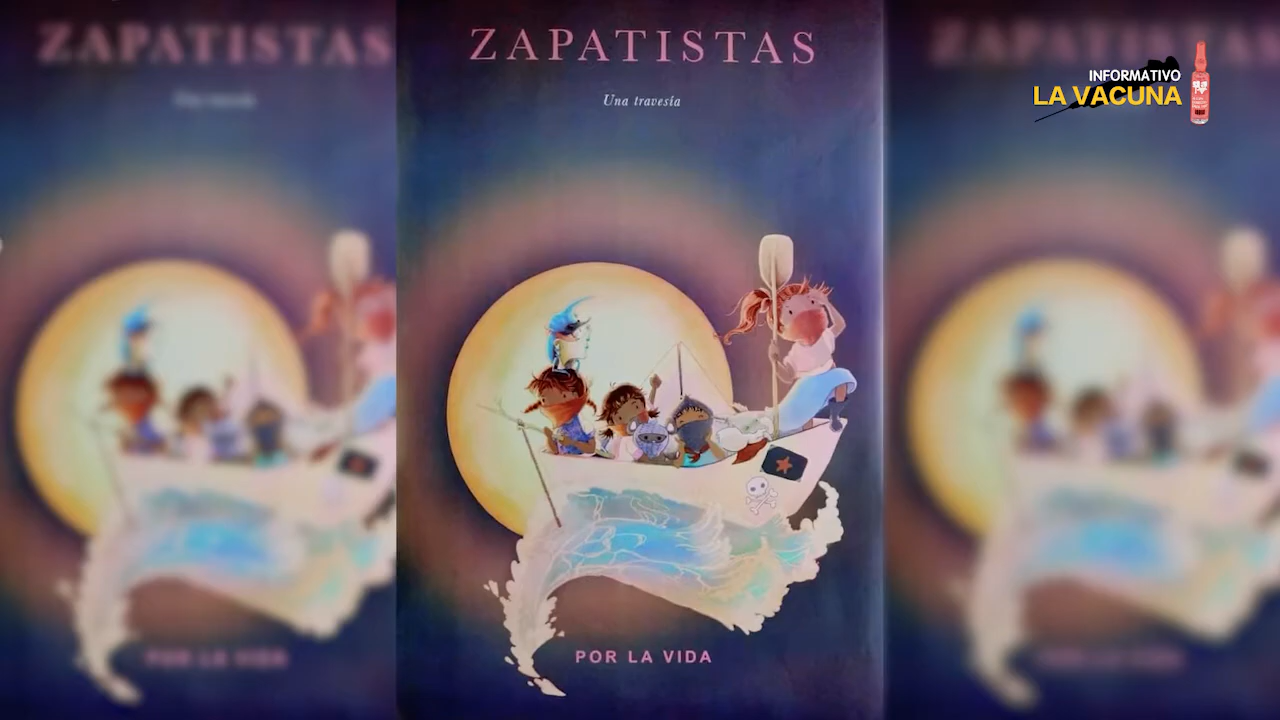 ZAPATISTAS
Una travesía
POR LA VIDA
INFORMATIVO
LA VACUNA